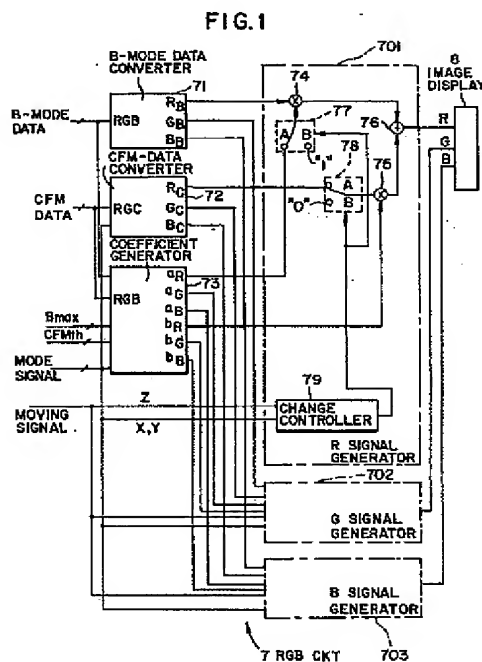 FIG.1
B-MODE DATA
CONVERTER
71
B-MODE
DATA
RGB
RB
GB
BB
CFM-DATA
CONVERTER
CFM
DATA
RGC
RC
72
GC
BC
COEFFICIENT
GENERATOR
RGB
aR
73
aG
aB
bR
bG
bB
Bmax
CFMth
MODE
SIGNAL
MOVING
SIGNAL
Z
X,Y
701
74
77
A
B
"1"
78
A
B
"0"
75
76
79
CHANGE
CONTROLLER
R SIGNAL
GENERATOR
8
IMAGE
DISPLAY
R
G
B
702
G SIGNAL
GENERATOR
B SIGNAL
GENERATOR
703
7 RGB CKT